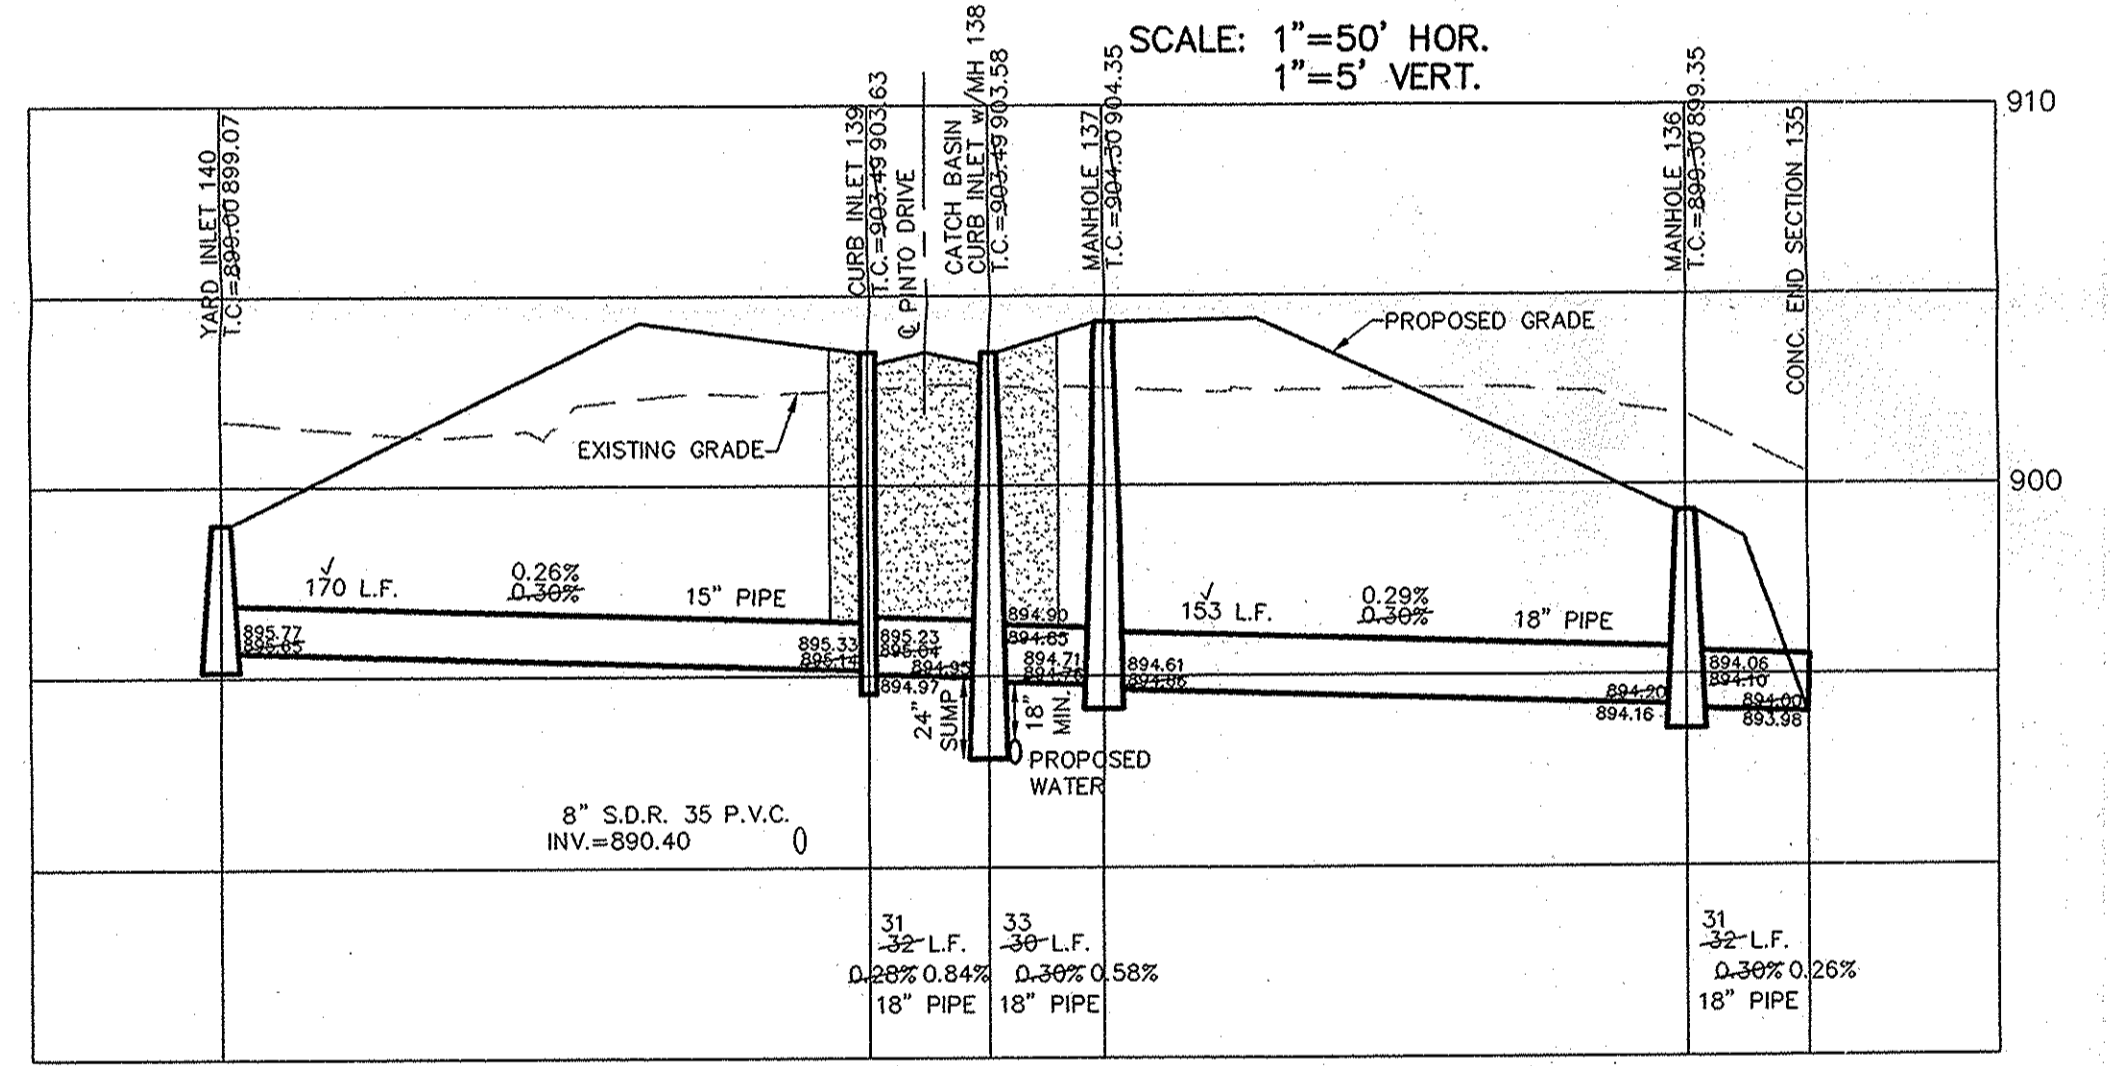 SCALE: 1"=50' HOR.
1"=5' VERT.
910
900
YARD INLET 140
T.C.=899.00 899.07
CURB INLET 139
T.C.=903.49 903.63
℄ PINTO DRIVE
CATCH BASIN
CURB INLET w/MH 138
T.C.=903.49 903.58
MANHOLE 137
T.C.=904.30 904.35
MANHOLE 136
T.C.=899.30 899.35
CONC. END SECTION 135
PROPOSED GRADE
EXISTING GRADE
170 L.F.
0.26%
0.30%
15" PIPE
153 L.F.
0.29%
0.30%
18" PIPE
895.77
895.65
895.33
895.14
895.23
895.04
894.95
894.97
894.90
894.85
894.71
894.76
894.61
894.66
894.20
894.16
894.06
894.10
894.00
893.98
24" SUMP
18" MIN.
PROPOSED
WATER
8" S.D.R. 35 P.V.C.
INV.=890.40
31
32 L.F.
0.28% 0.84%
18" PIPE
33
30 L.F.
0.30% 0.58%
18" PIPE
31
32 L.F.
0.30% 0.26%
18" PIPE